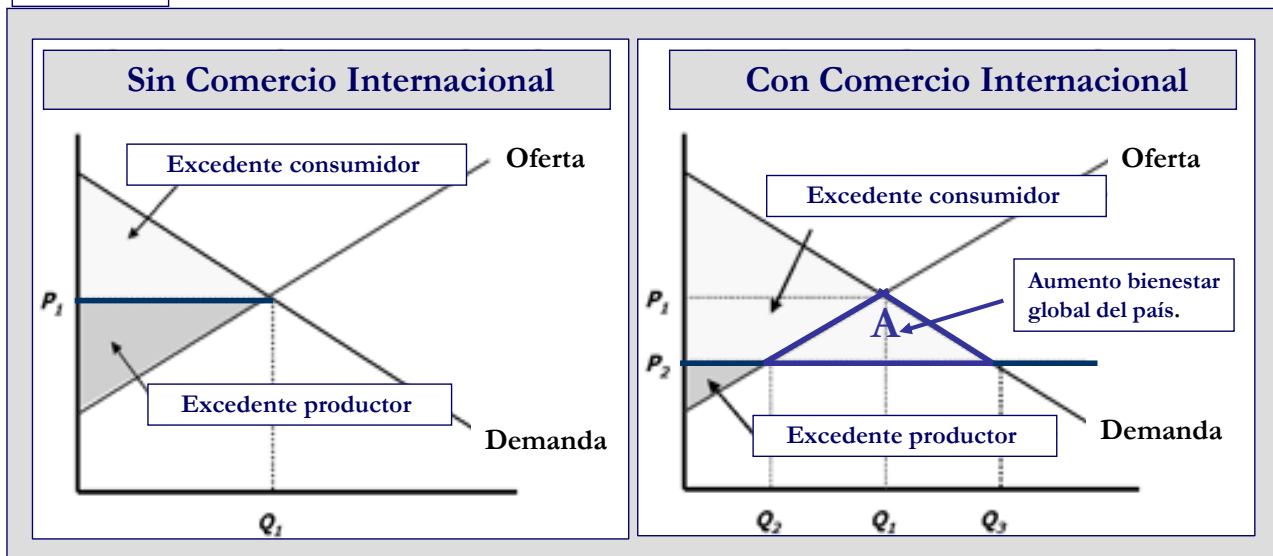 Sin Comercio Internacional
Excedente consumidor
Oferta
P1
Excedente productor
Demanda
Q1
Con Comercio Internacional
Oferta
Excedente consumidor
Aumento bienestar
global del país.
P1
A
P2
Excedente productor
Demanda
Q2
Q1
Q3